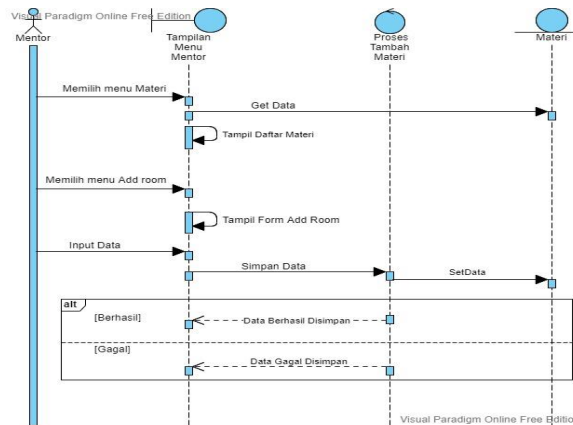 Visual Paradigm Online Free Edition
Mentor
Tampilan
Menu
Mentor
Proses
Tambah
Materi
Materi
Memilih menu Materi
Get Data
Tampil Daftar Materi
Memilih menu Add room
Tampil Form Add Room
Input Data
Simpan Data
SetData
alt
[Berhasil]
Data Berhasil Disimpan
[Gagal]
Data Gagal Disimpan
Visual Paradigm Online Free Editio